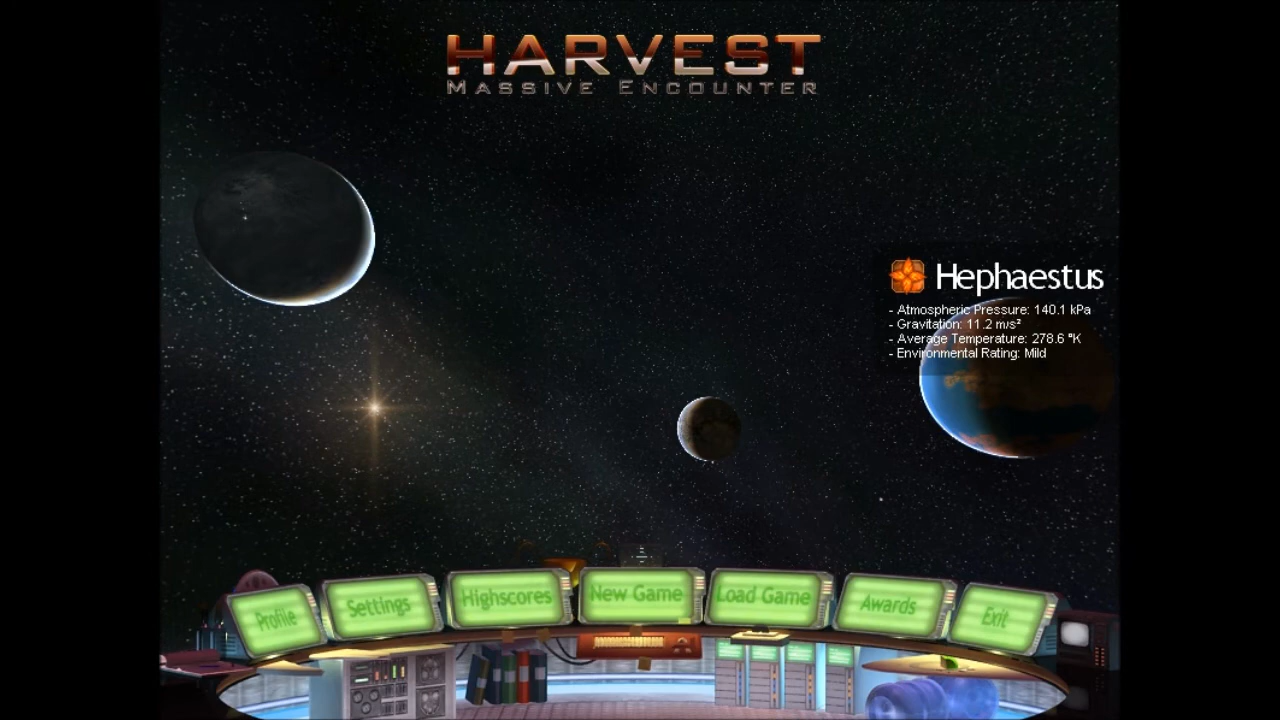 HARVEST
MASSIVE ENCOUNTER
Hephaestus
- Atmospheric Pressure: 140.1 kPa
- Gravitation: 11.2 m/s²
- Average Temperature: 278.6 °K
- Environmental Rating: Mild
Profile
Settings
Highscores
New Game
Load Game
Awards
Exit